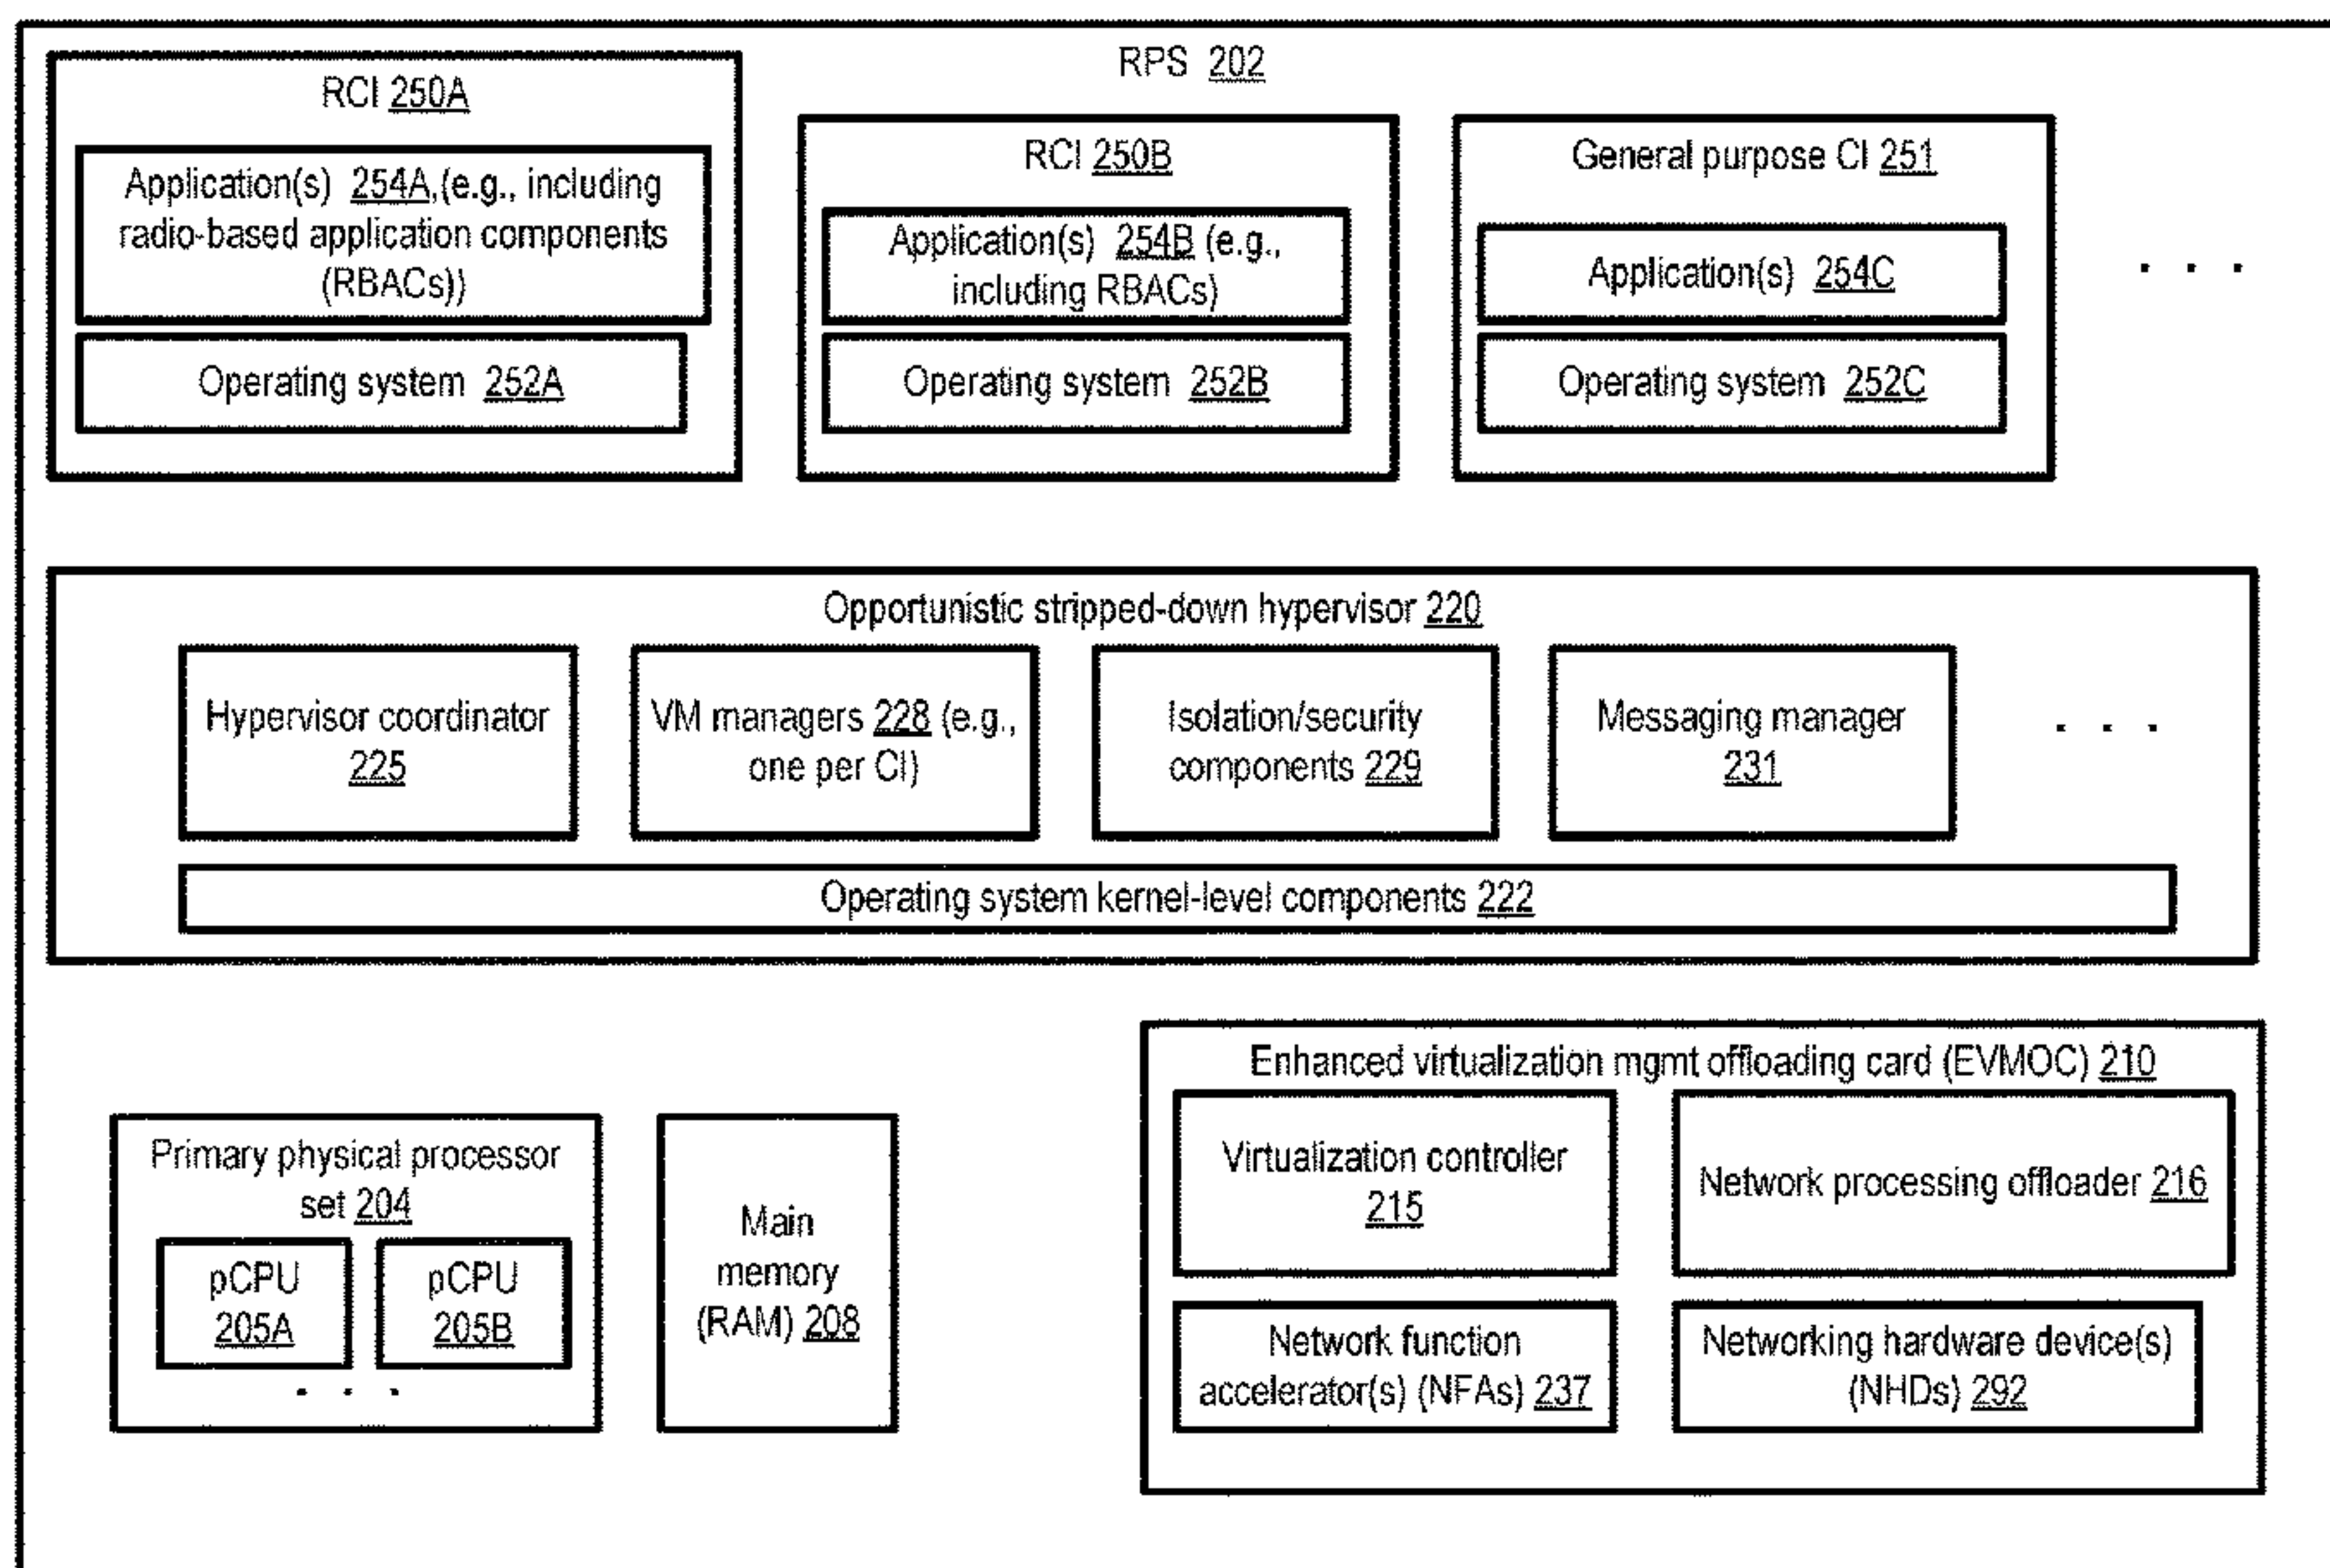 RPS 202
RCI 250A
Application(s) 254A,(e.g., including
radio-based application components
(RBACs))
Operating system 252A
RCI 250B
Application(s) 254B (e.g.,
including RBACs)
Operating system 252B
General purpose CI 251
Application(s) 254C
Operating system 252C
. . .
Opportunistic stripped-down hypervisor 220
Hypervisor coordinator
225
VM managers 228 (e.g.,
one per CI)
Isolation/security
components 229
Messaging manager
231
. . .
Operating system kernel-level components 222
Primary physical processor
set 204
pCPU
205A
pCPU
205B
. . .
Main
memory
(RAM) 208
Enhanced virtualization mgmt offloading card (EVMOC) 210
Virtualization controller
215
Network processing offloader 216
Network function
accelerator(s) (NFAs) 237
Networking hardware device(s)
(NHDs) 292